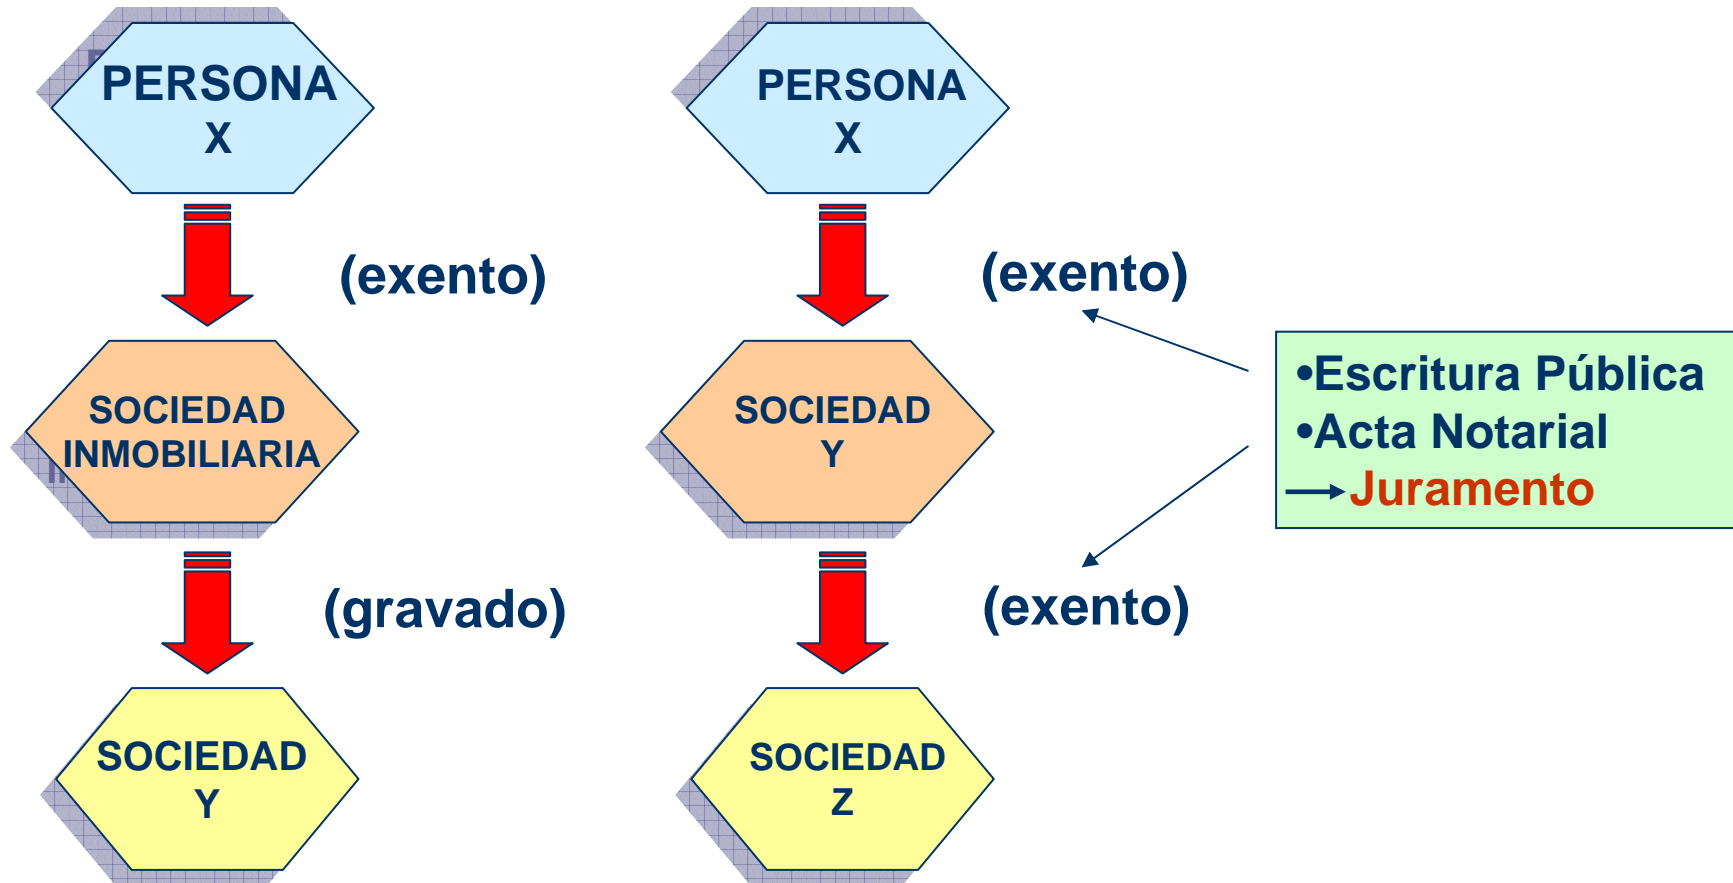 PERSONA
X
(exento)
SOCIEDAD
INMOBILIARIA
(gravado)
SOCIEDAD
Y
PERSONA
X
(exento)
SOCIEDAD
Y
(exento)
SOCIEDAD
Z
•Escritura Pública
•Acta Notarial
Juramento